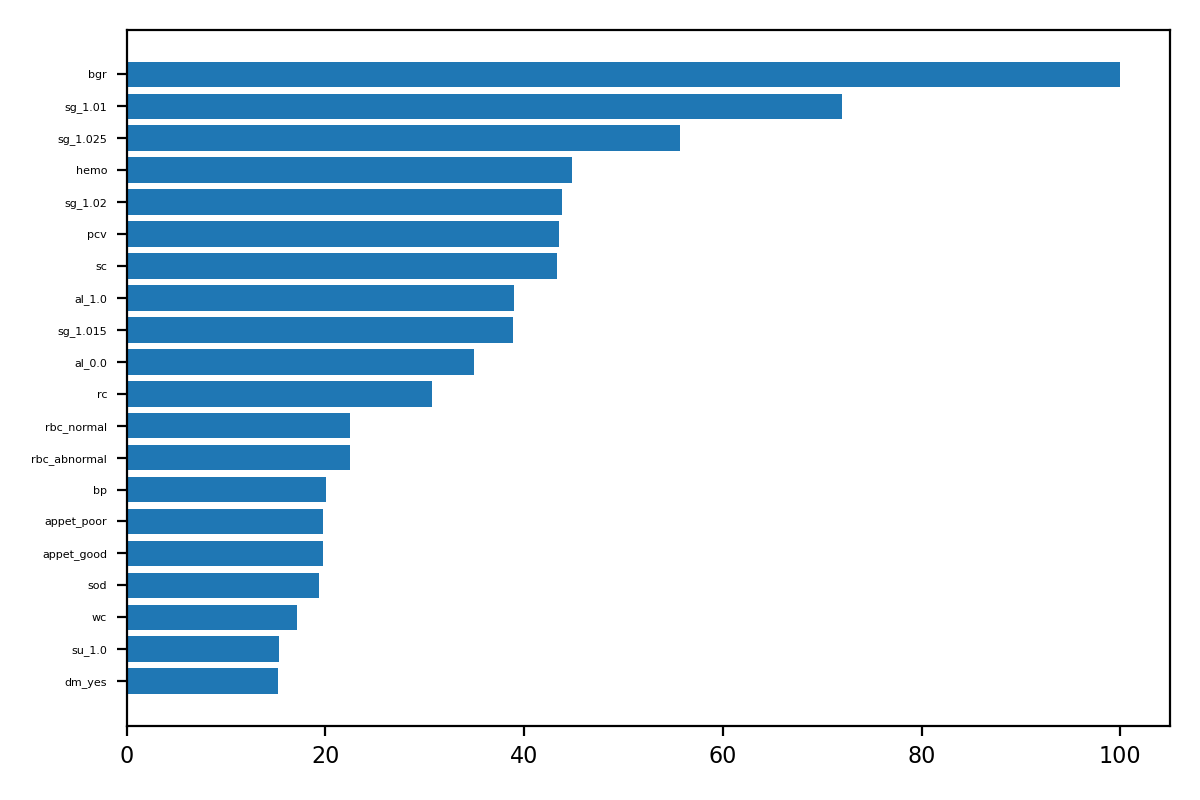 bgr
sg_1.01
sg_1.025
hemo
sg_1.02
pcv
sc
al_1.0
sg_1.015
al_0.0
rc
rbc_normal
rbc_abnormal
bp
appet_poor
appet_good
sod
wc
su_1.0
dm_yes
0 20 40 60 80 100